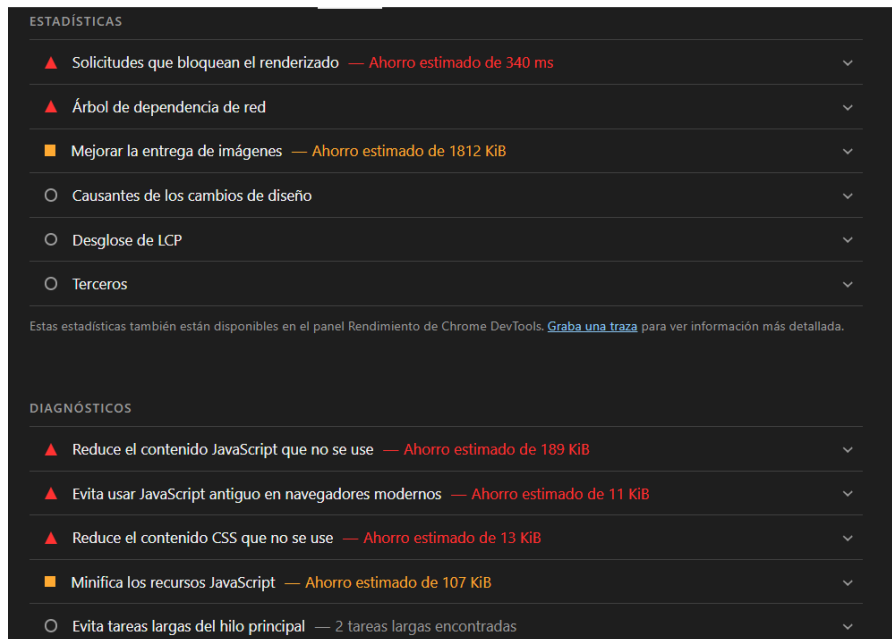 ESTADÍSTICAS
Solicitudes que bloquean el renderizado — Ahorro estimado de 340 ms
Árbol de dependencia de red
Mejorar la entrega de imágenes — Ahorro estimado de 1812 KiB
Causantes de los cambios de diseño
Desglose de LCP
Terceros
Estas estadísticas también están disponibles en el panel Rendimiento de Chrome DevTools. Graba una traza para ver información más detallada.
DIAGNÓSTICOS
Reduce el contenido JavaScript que no se use — Ahorro estimado de 189 KiB
Evita usar JavaScript antiguo en navegadores modernos — Ahorro estimado de 11 KiB
Reduce el contenido CSS que no se use — Ahorro estimado de 13 KiB
Minifica los recursos JavaScript — Ahorro estimado de 107 KiB
Evita tareas largas del hilo principal — 2 tareas largas encontradas